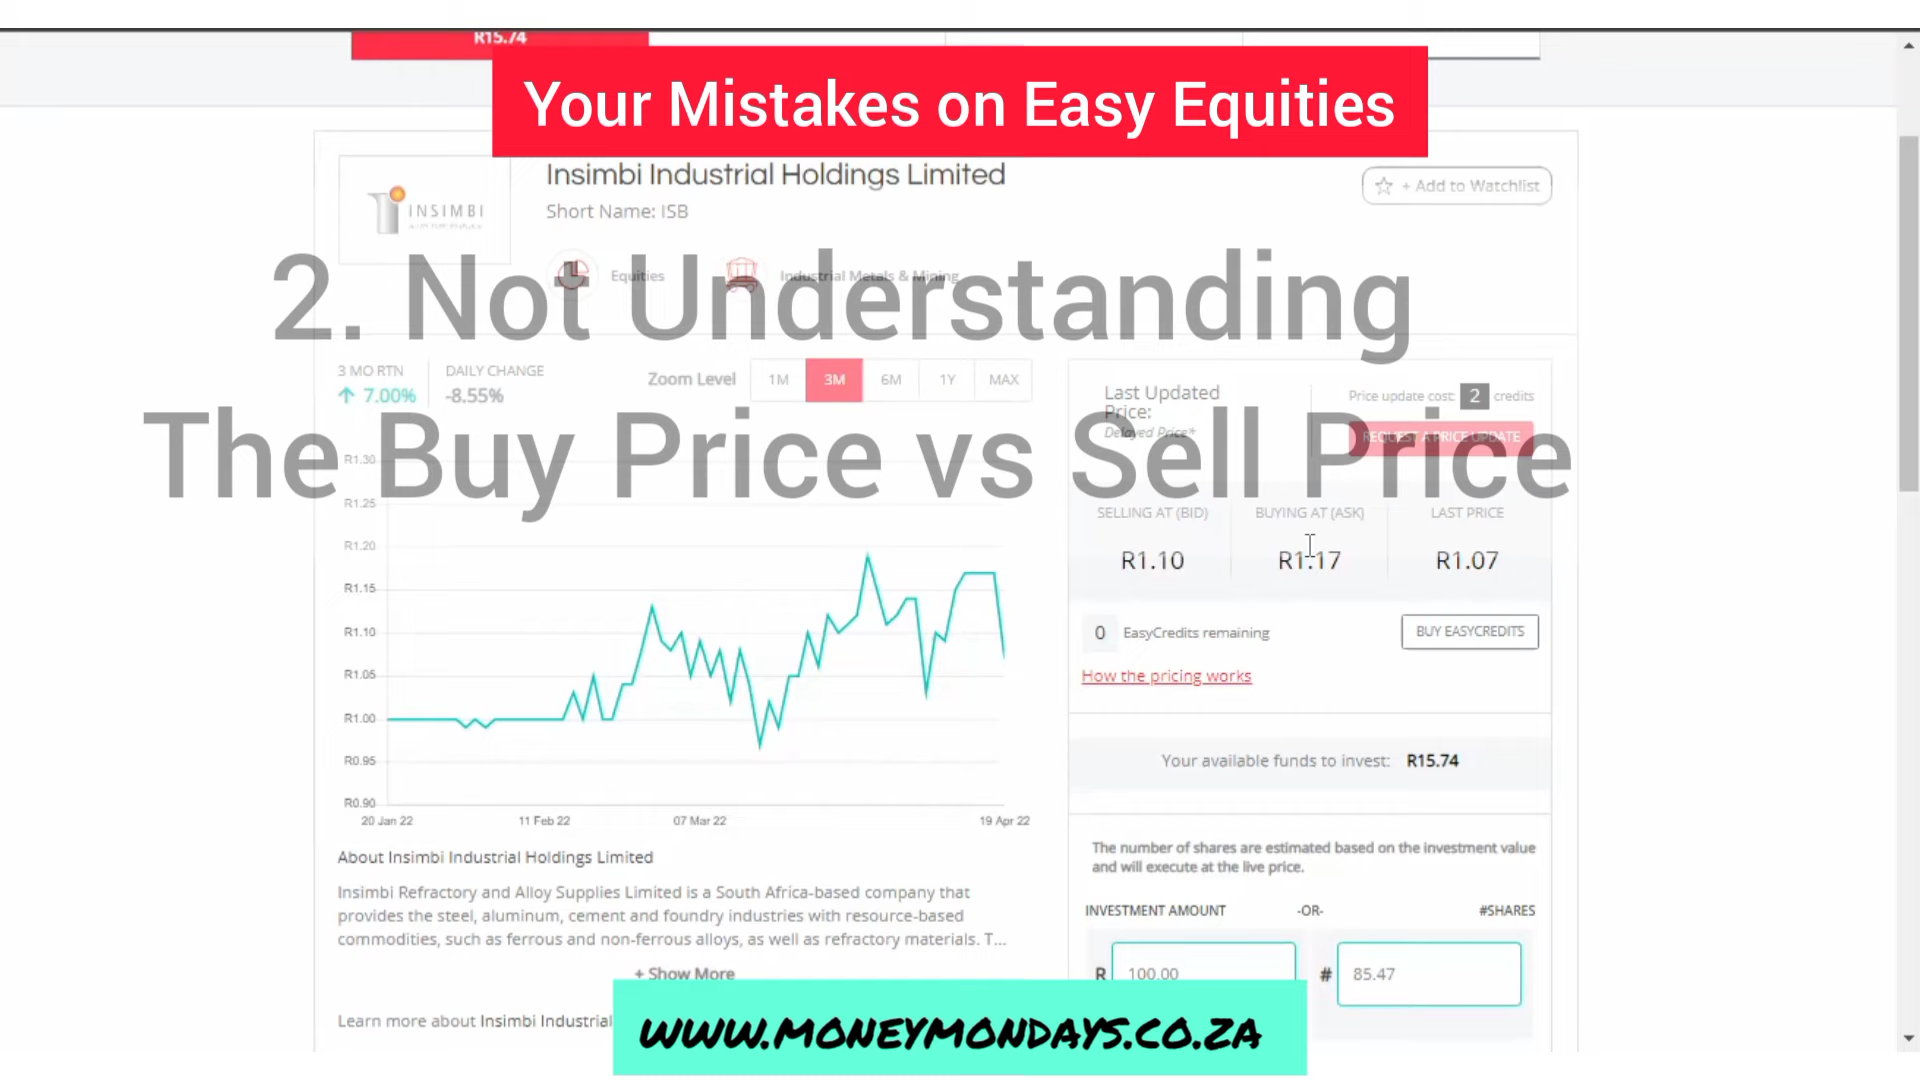 R15.74
Your Mistakes on Easy Equities
INSIMBI
Insimbi Industrial Holdings Limited
Short Name: ISB
+ Add to Watchlist
Equities
Industrial Metals & Mining
2. Not Understanding
The Buy Price vs Sell Price
3 MO RTN
7.00%
DAILY CHANGE
-8.55%
Zoom Level
1M
3M
6M
1Y
MAX
R1.30
R1.25
R1.20
R1.15
R1.10
R1.05
R1.00
R0.95
R0.90
20 Jan 22
11 Feb 22
07 Mar 22
19 Apr 22
Last Updated
Price:
Delayed Price*
Price update cost: 2 credits
REQUEST A PRICE UPDATE
SELLING AT (BID)
R1.10
BUYING AT (ASK)
R1.17
LAST PRICE
R1.07
0 EasyCredits remaining
BUY EASYCREDITS
How the pricing works
Your available funds to invest: R15.74
The number of shares are estimated based on the investment value
and will execute at the live price.
INVESTMENT AMOUNT
-OR-
#SHARES
R 100.00
# 85.47
About Insimbi Industrial Holdings Limited
Insimbi Refractory and Alloy Supplies Limited is a South Africa-based company that
provides the steel, aluminum, cement and foundry industries with resource-based
commodities, such as ferrous and non-ferrous alloys, as well as refractory materials. T...
+ Show More
Learn more about Insimbi Industrial
www.moneymondays.co.za